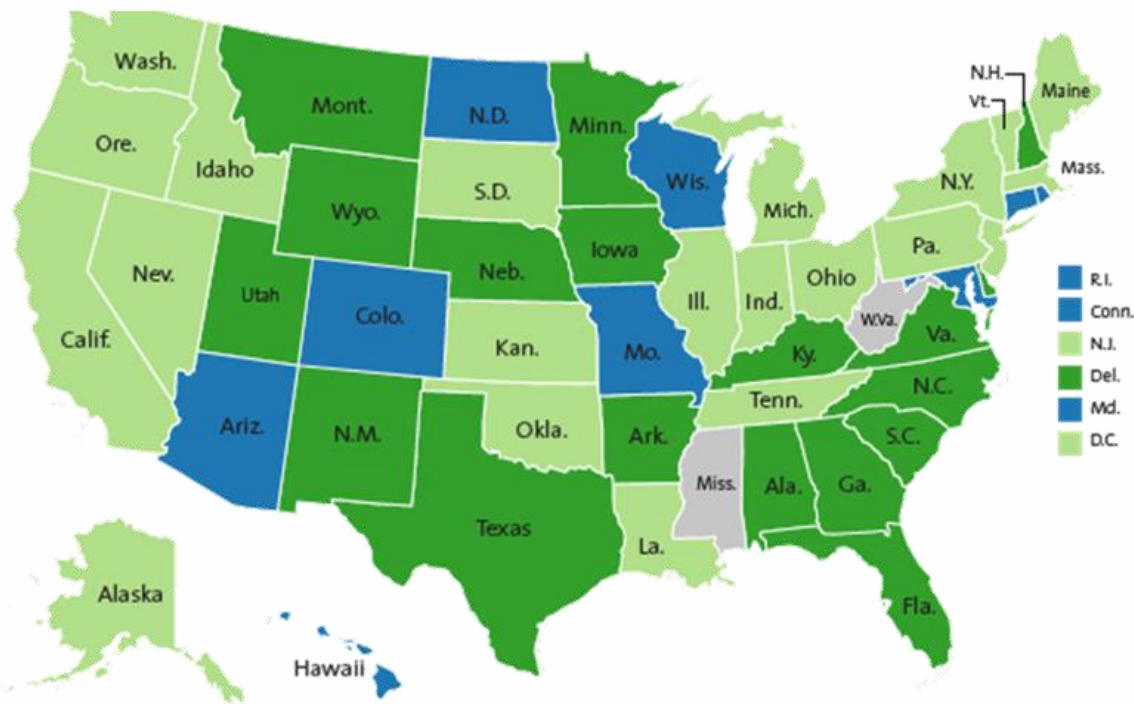 Wash.
Mont.
N.D.
Minn.
N.H.
Vt.
Maine
Ore.
Idaho
Wyo.
S.D.
Wis.
Mich.
N.Y.
Mass.
Nev.
Utah
Neb.
Iowa
Ill.
Ind.
Ohio
Pa.
Calif.
Colo.
Kan.
Mo.
Ky.
W.Va.
Va.
Ariz.
N.M.
Okla.
Ark.
Tenn.
N.C.
S.C.
Texas
La.
Miss.
Ala.
Ga.
Fla.
Alaska
Hawaii
R.I.
Conn.
N.J.
Del.
Md.
D.C.